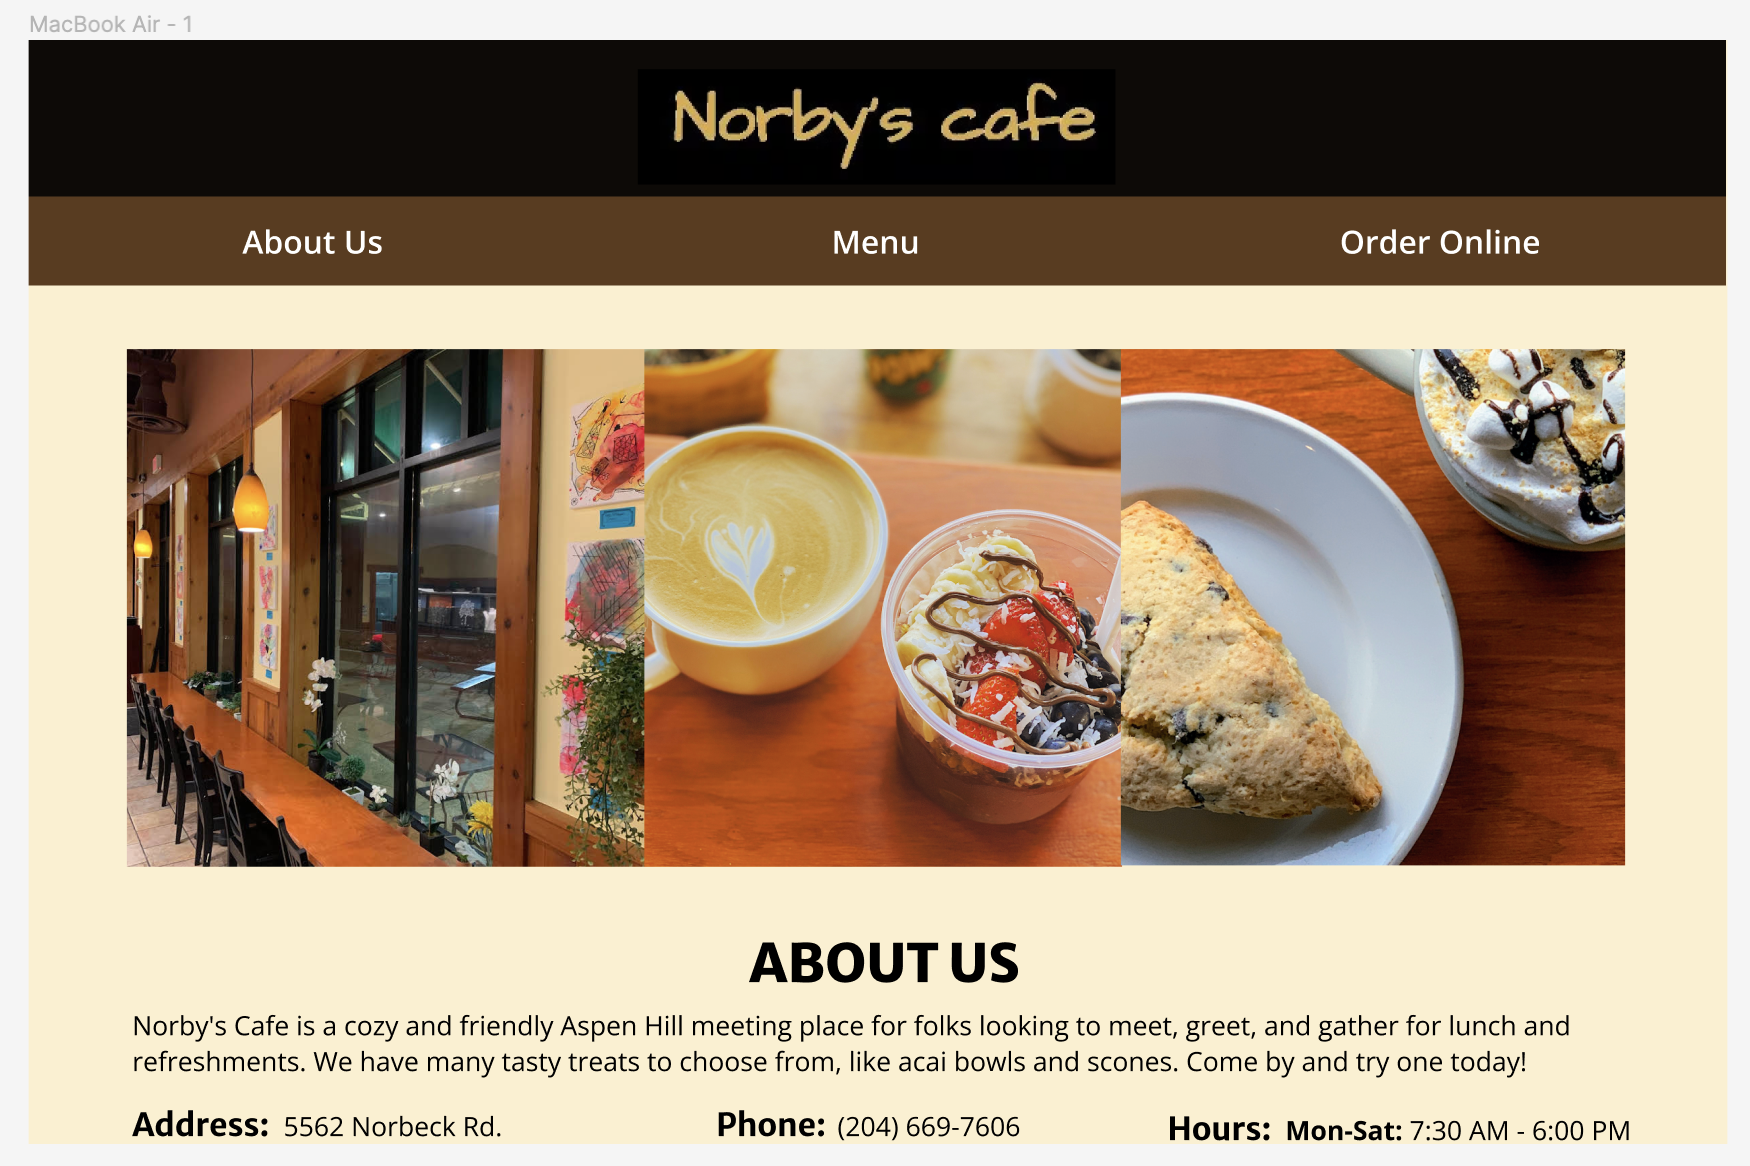 MacBook Air - 1
Norby's cafe
About Us Menu Order Online
ABOUT US
Norby's Cafe is a cozy and friendly Aspen Hill meeting place for folks looking to meet, greet, and gather for lunch and
refreshments. We have many tasty treats to choose from, like acai bowls and scones. Come by and try one today!
Address: 5562 Norbeck Rd. Phone: (204) 669-7606 Hours: Mon-Sat: 7:30 AM - 6:00 PM